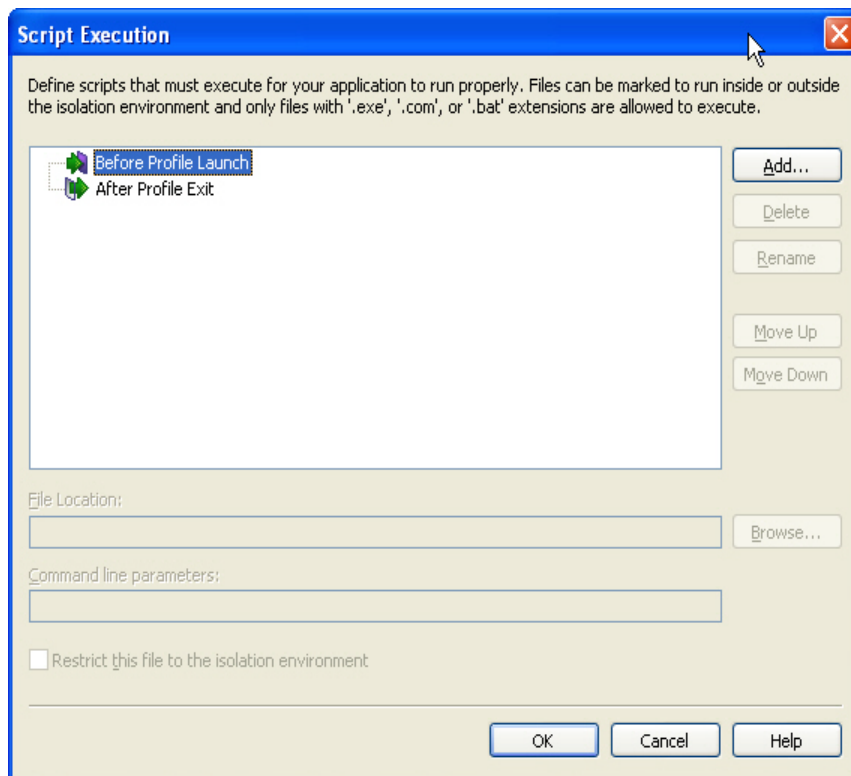 Script Execution
Define scripts that must execute for your application to run properly. Files can be marked to run inside or outside
the isolation environment and only files with '.exe', '.com', or '.bat' extensions are allowed to execute.
Before Profile Launch
After Profile Exit
Add...
Delete
Rename
Move Up
Move Down
File Location:
Browse...
Command line parameters:
Restrict this file to the isolation environment
OK
Cancel
Help